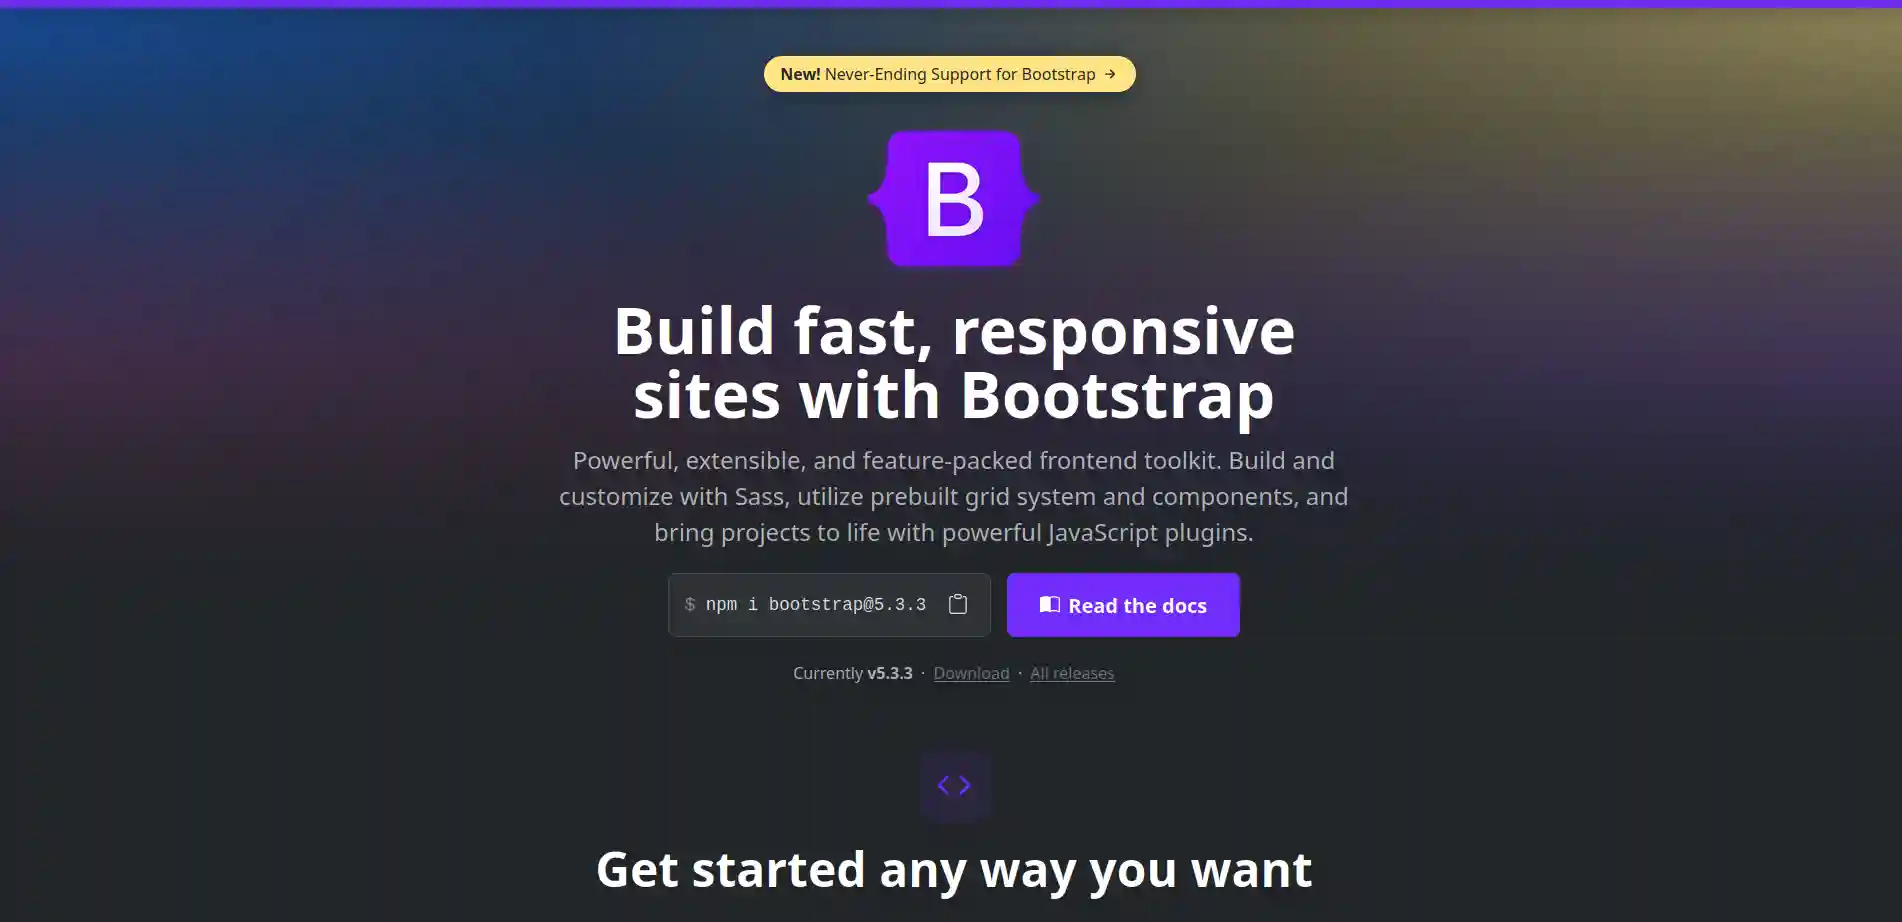 New! Never-Ending Support for Bootstrap →
B
Build fast, responsive
sites with Bootstrap
Powerful, extensible, and feature-packed frontend toolkit. Build and
customize with Sass, utilize prebuilt grid system and components, and
bring projects to life with powerful JavaScript plugins.
$ npm i bootstrap@5.3.3
Read the docs
Currently v5.3.3 · Download · All releases
Get started any way you want